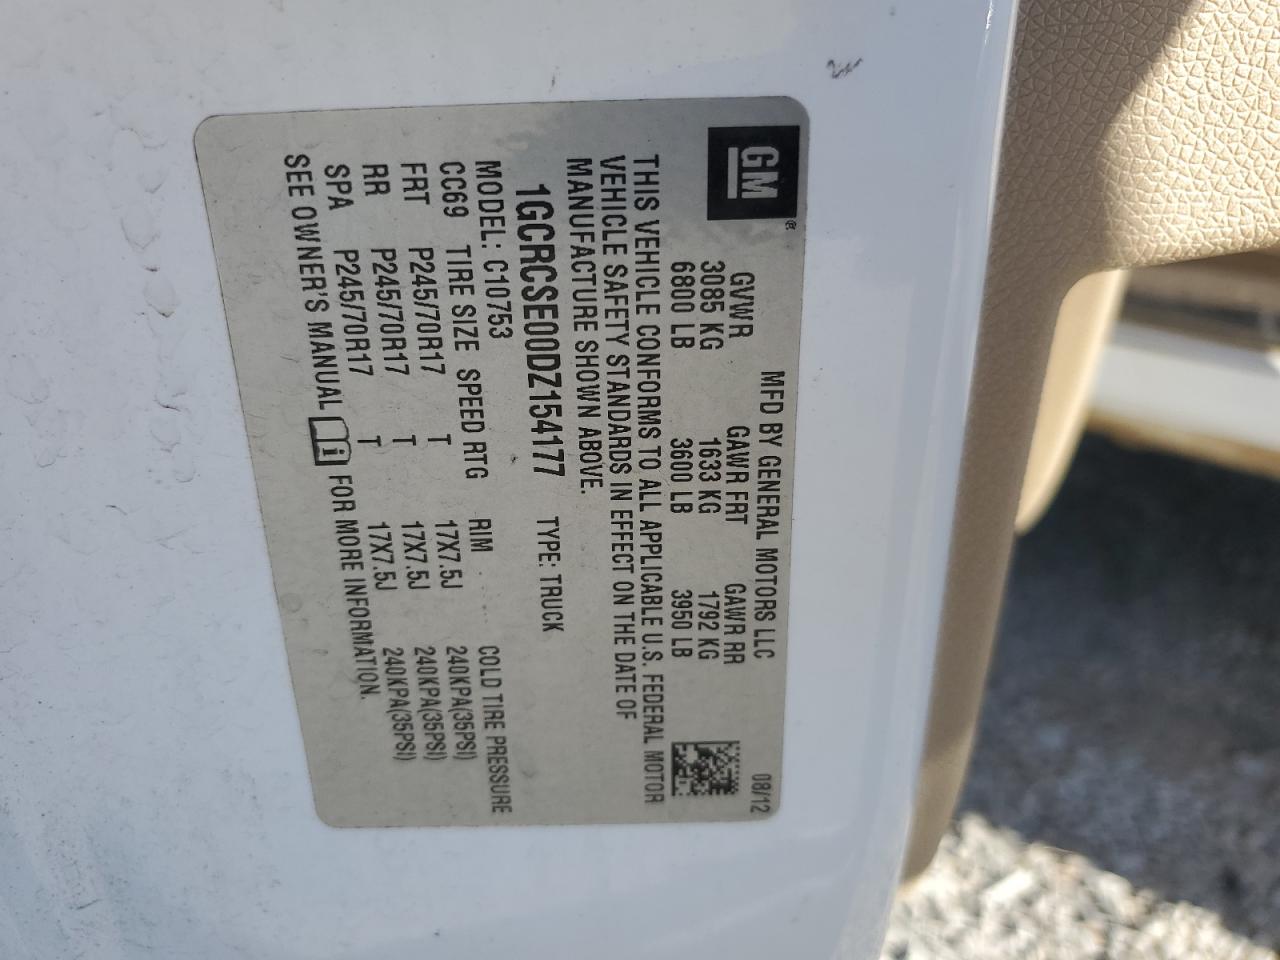 GM®
MFD BY GENERAL MOTORS LLC 08/12
GVWR GAWR FRT GAWR RR
3085 KG 1633 KG 1792 KG
6800 LB 3600 LB 3950 LB
THIS VEHICLE CONFORMS TO ALL APPLICABLE U.S. FEDERAL MOTOR
VEHICLE SAFETY STANDARDS IN EFFECT ON THE DATE OF
MANUFACTURE SHOWN ABOVE.
1GCRCSE00DZ154177 TYPE: TRUCK
MODEL: C10753
CC69 TIRE SIZE SPEED RTG RIM COLD TIRE PRESSURE
FRT P245/70R17 T 17X7.5J 240KPA(35PSI)
RR P245/70R17 T 17X7.5J 240KPA(35PSI)
SPA P245/70R17 T 17X7.5J 240KPA(35PSI)
SEE OWNER'S MANUAL FOR MORE INFORMATION.